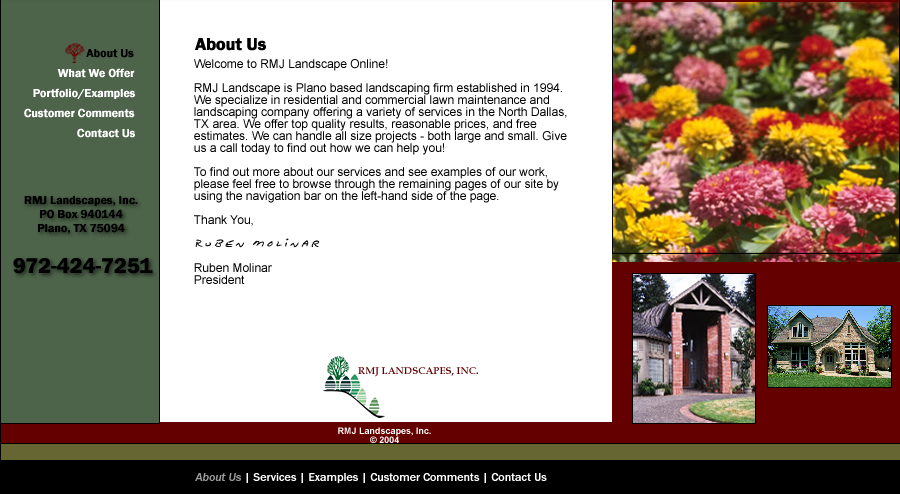 About Us
What We Offer
Portfolio/Examples
Customer Comments
Contact Us
RMJ Landscapes, Inc.
PO Box 940144
Plano, TX 75094
972-424-7251
About Us
Welcome to RMJ Landscape Online!
RMJ Landscape is Plano based landscaping firm established in 1994.
We specialize in residential and commercial lawn maintenance and
landscaping company offering a variety of services in the North Dallas,
TX area. We offer top quality results, reasonable prices, and free
estimates. We can handle all size projects - both large and small. Give
us a call today to find out how we can help you!
To find out more about our services and see examples of our work,
please feel free to browse through the remaining pages of our site by
using the navigation bar on the left-hand side of the page.
Thank You,
RUBEN MOLINAR
Ruben Molinar
President
RMJ LANDSCAPES, INC.
RMJ Landscapes, Inc.
© 2004
About Us | Services | Examples | Customer Comments | Contact Us